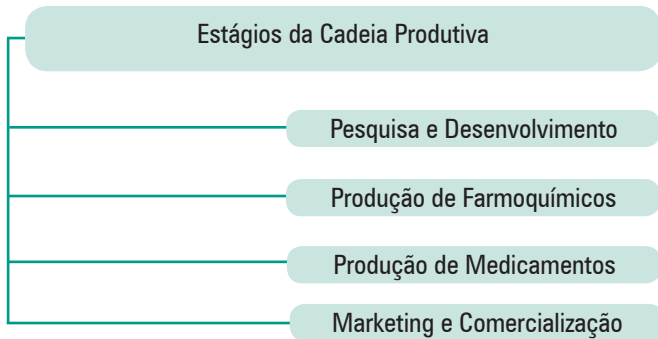 Estágios da Cadeia Produtiva
Pesquisa e Desenvolvimento
Produção de Farmoquímicos
Produção de Medicamentos
Marketing e Comercialização